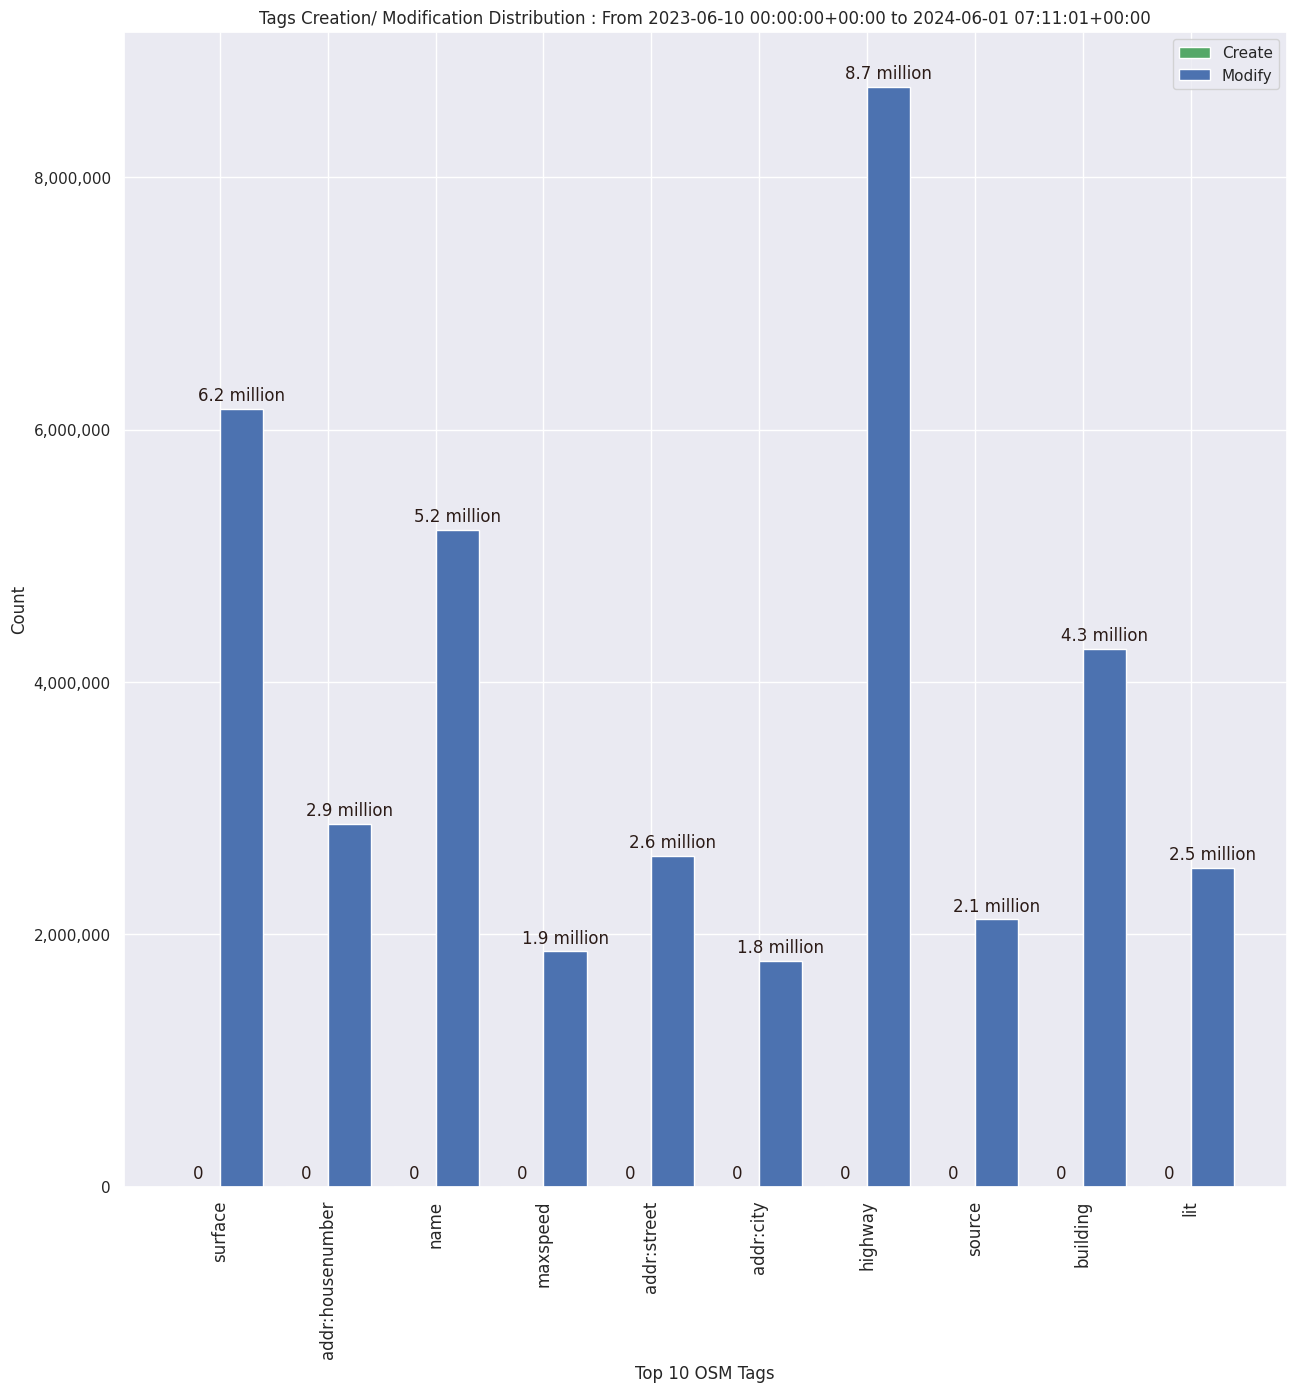 Tags Creation/ Modification Distribution : From 2023-06-10 00:00:00+00:00 to 2024-06-01 07:11:01+00:00
Create
Modify
8.7 million
8,000,000
6.2 million
6,000,000
5.2 million
4.3 million
4,000,000
2.9 million
2.6 million
2.5 million
2.1 million
1.9 million
1.8 million
2,000,000
0 0 0 0 0 0 0 0 0 0
0
Count
surface
addr:housenumber
name
maxspeed
addr:street
addr:city
highway
source
building
lit
Top 10 OSM Tags